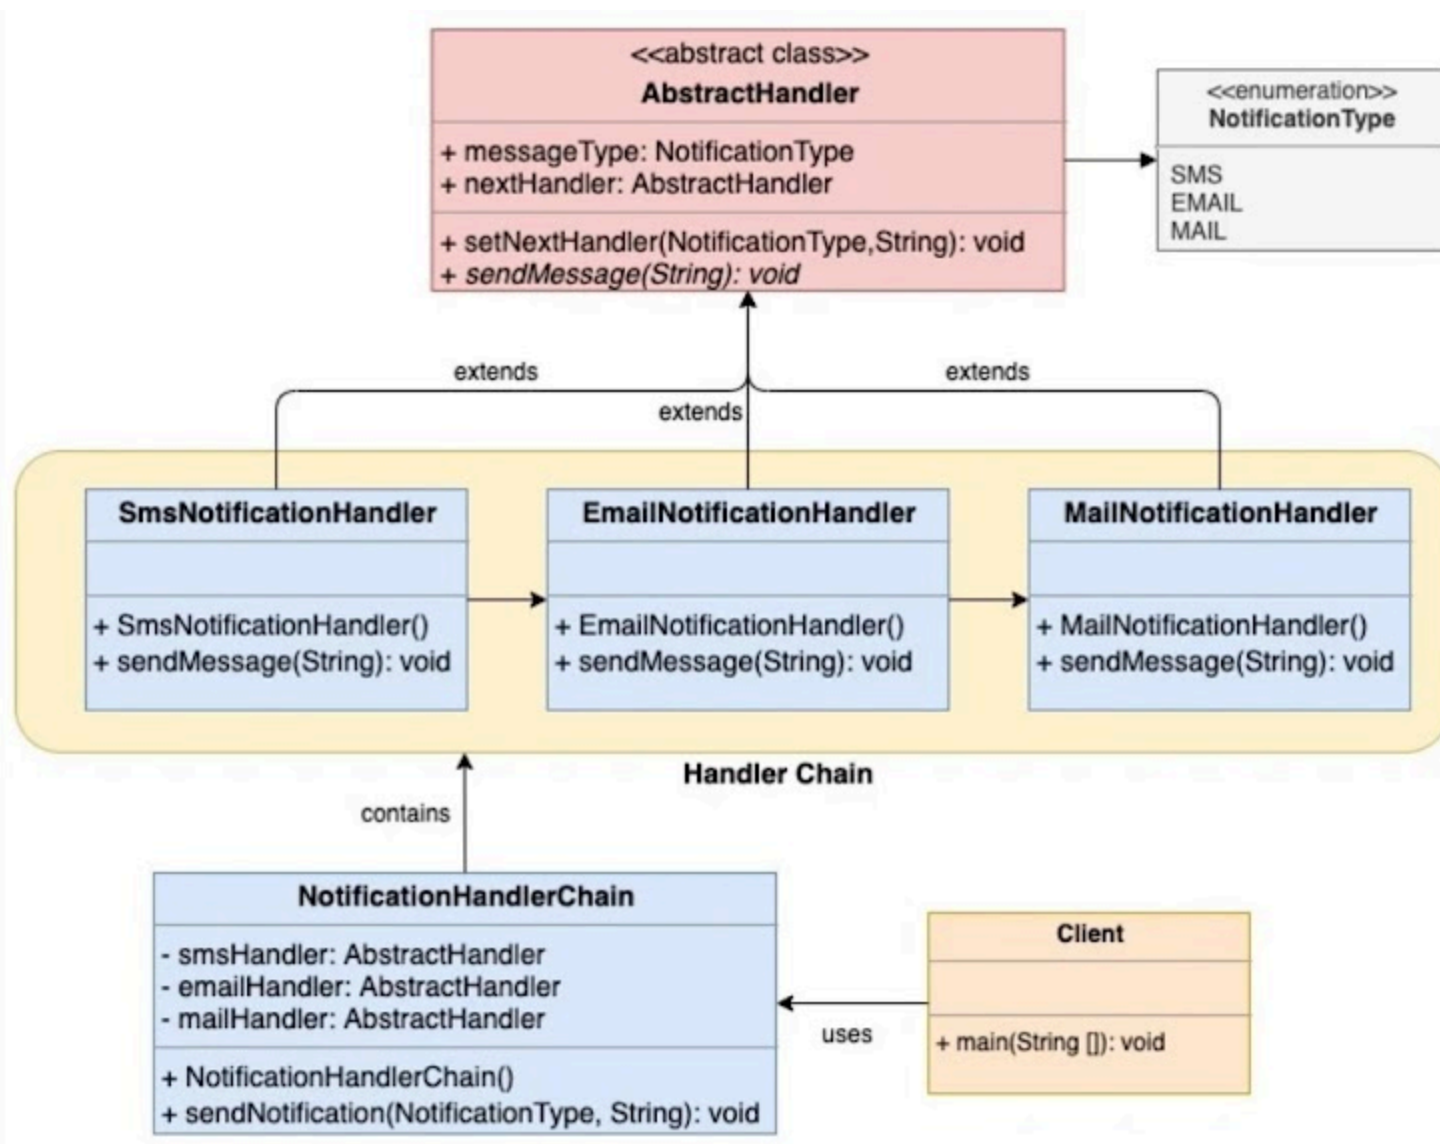 <<abstract class>>
AbstractHandler
+ messageType: NotificationType
+ nextHandler: AbstractHandler
+ setNextHandler(NotificationType,String): void
+ sendMessage(String): void
<<enumeration>>
NotificationType
SMS
EMAIL
MAIL
extends
extends
extends
SmsNotificationHandler
+ SmsNotificationHandler()
+ sendMessage(String): void
EmailNotificationHandler
+ EmailNotificationHandler()
+ sendMessage(String): void
MailNotificationHandler
+ MailNotificationHandler()
+ sendMessage(String): void
Handler Chain
contains
NotificationHandlerChain
- smsHandler: AbstractHandler
- emailHandler: AbstractHandler
- mailHandler: AbstractHandler
+ NotificationHandlerChain()
+ sendNotification(NotificationType, String): void
uses
Client
+ main(String []): void